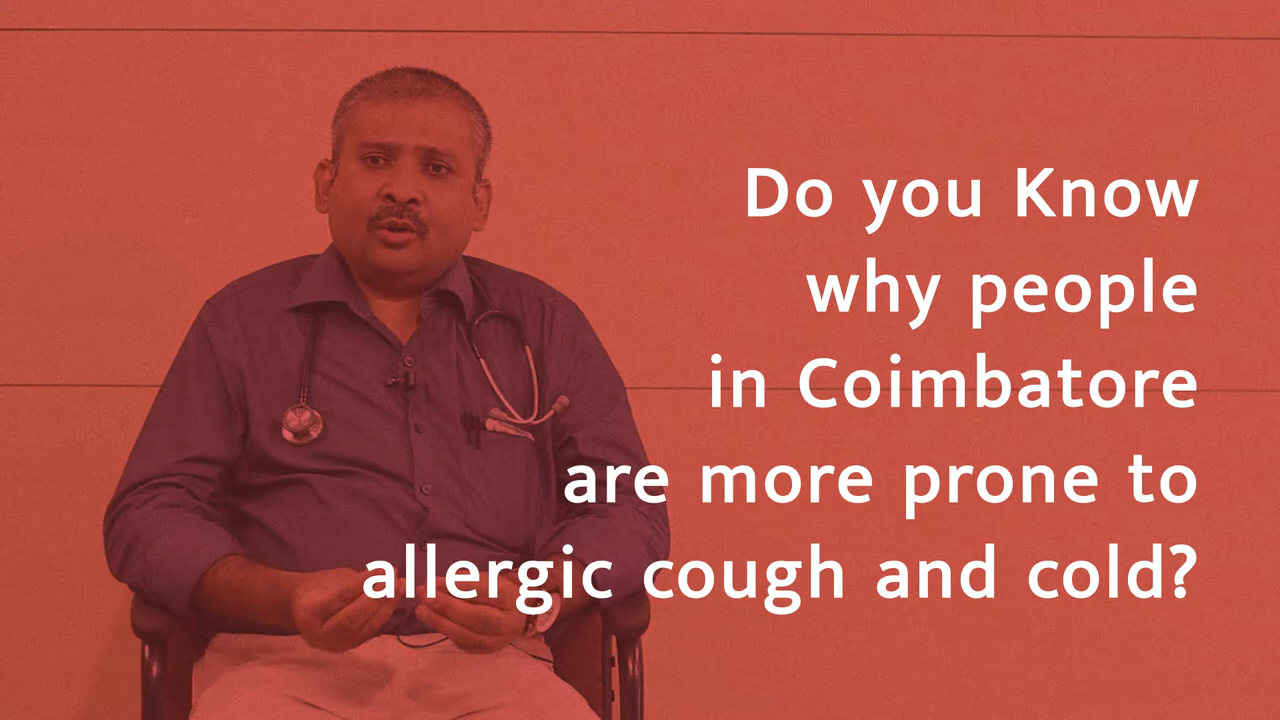 Do you Know
why people
in Coimbatore
are more prone to
allergic cough and cold?